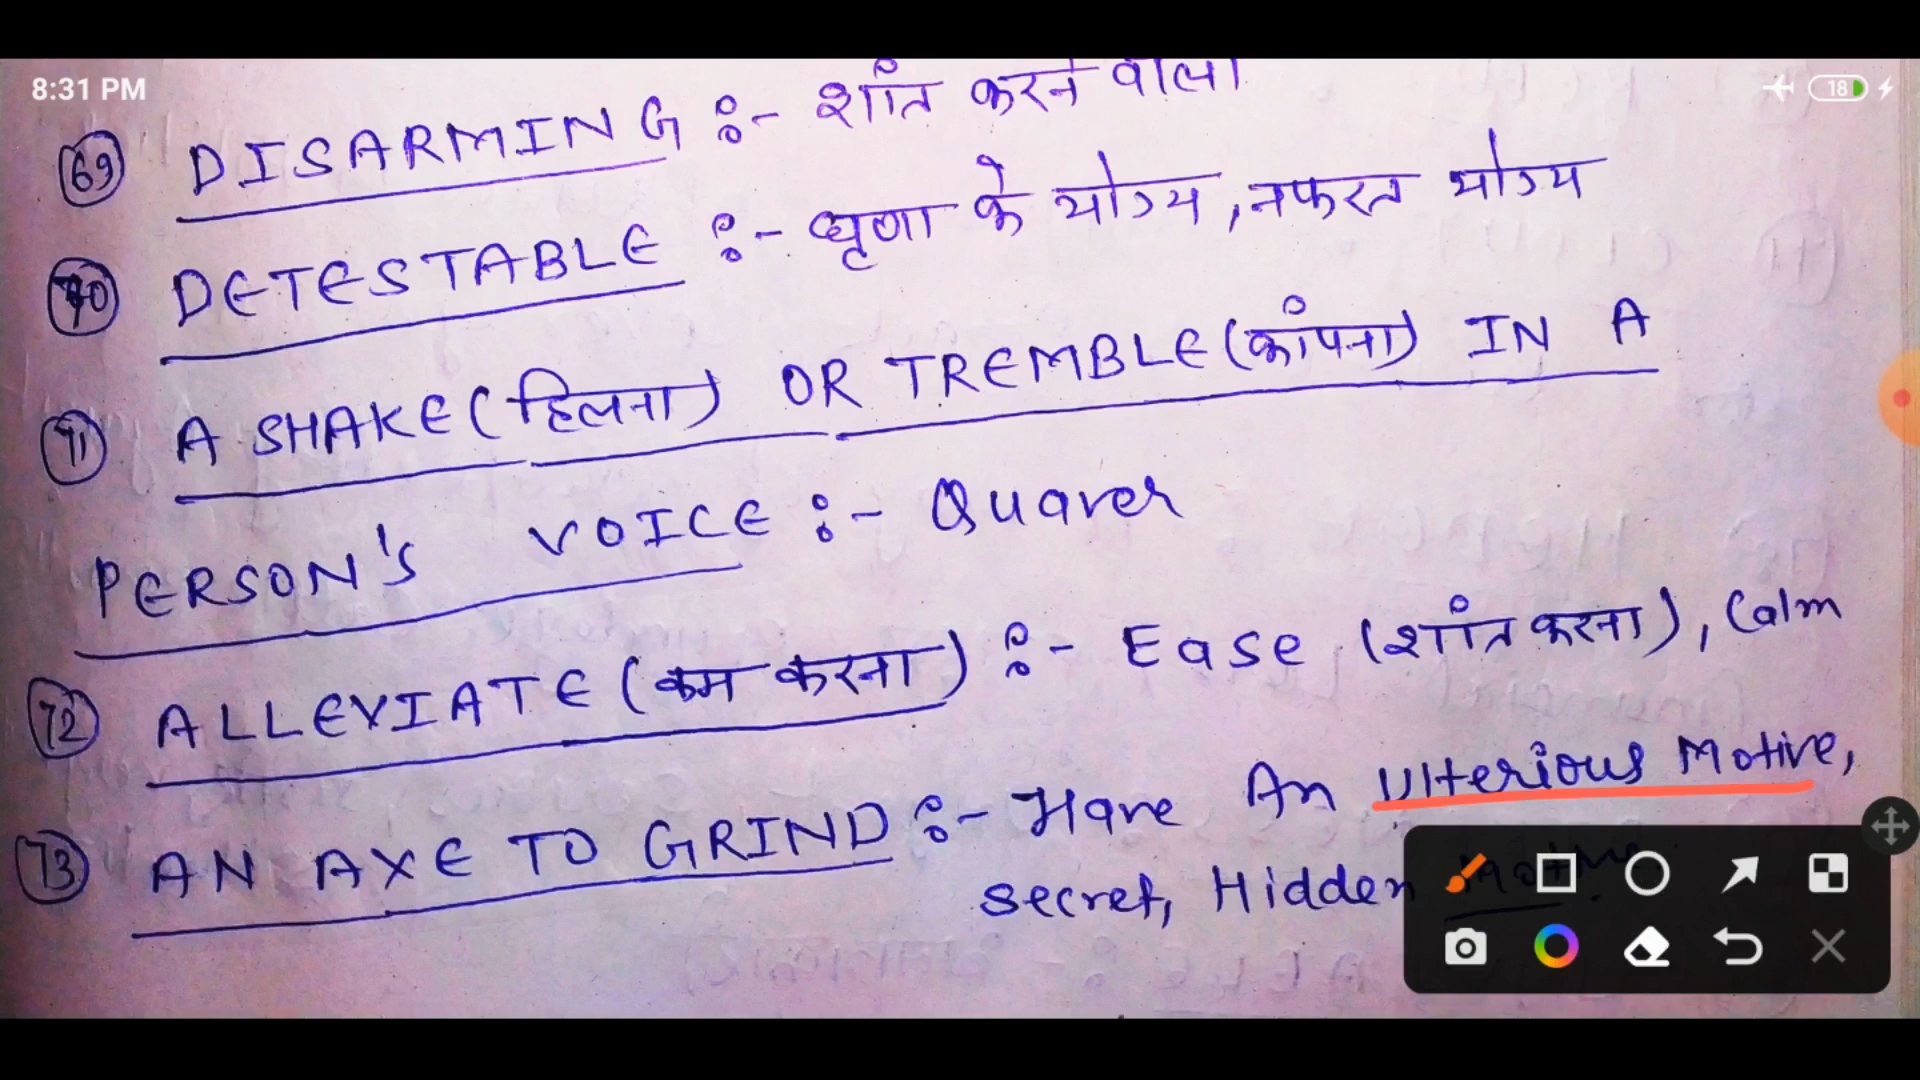 8:31 PM
18
69 DISARMING :- शांत करने वाला
70 DETESTABLE :- घृणा के योग्य, नफरत योग्य
71 A SHAKE (हिलना) OR TREMBLE (कांपना) IN A
PERSON'S VOICE :- Quaver
72 ALLEVIATE (कम करना) :- Ease (शांत करना), Calm
73 AN AXE TO GRIND :- Have An Ulterious Motive,
secret, Hidden